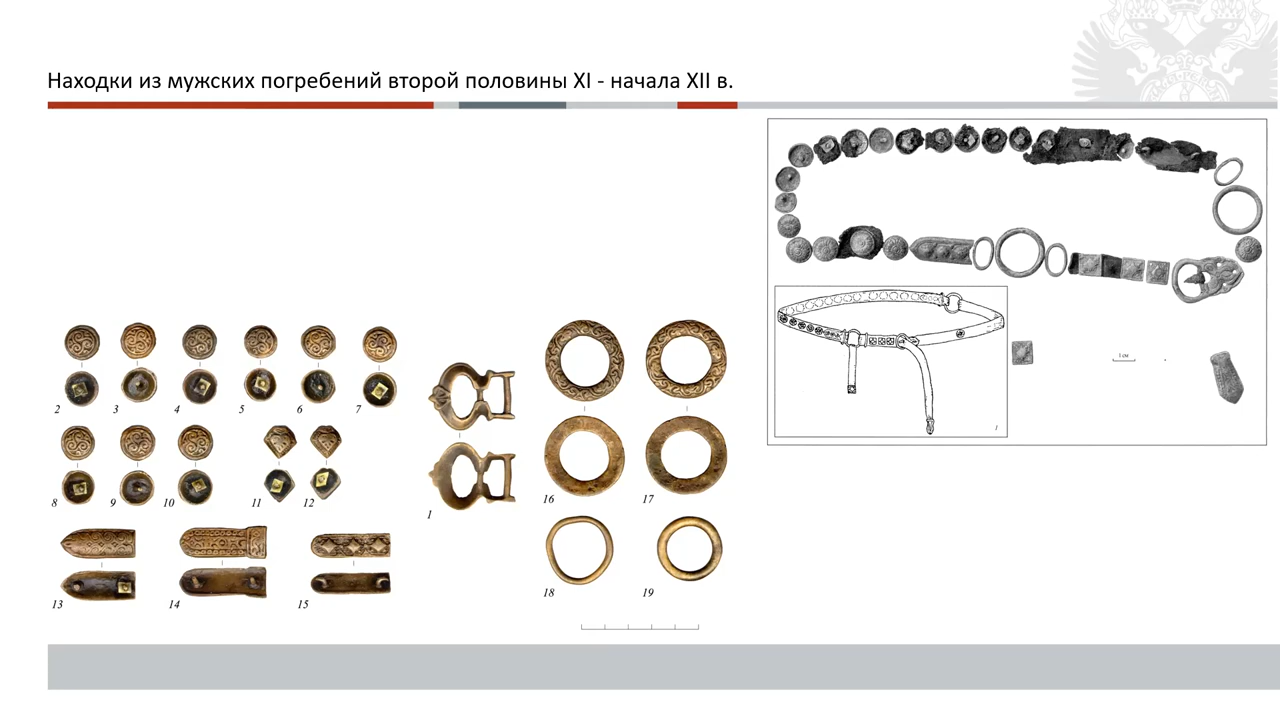 Находки из мужских погребений второй половины XI - начала XII в.
1 см
1
2 3 4 5 6 7
8 9 10 11 12
1
16 17
13 14 15
18 19